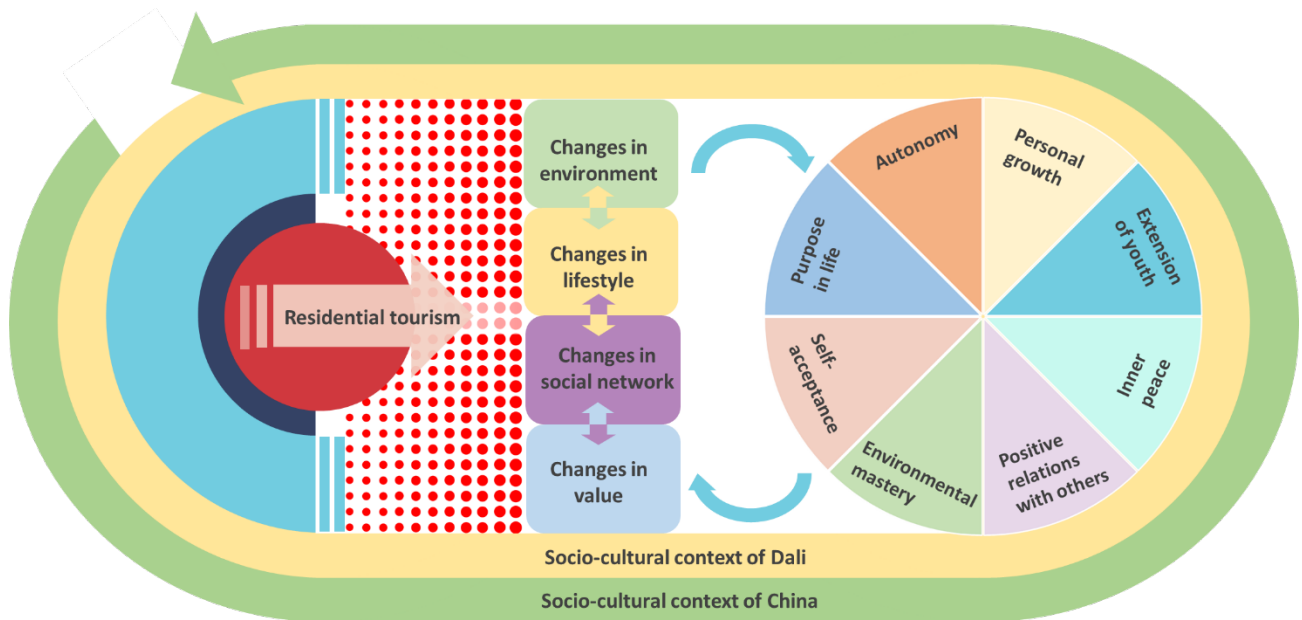 Residential tourism
Changes in
environment
Changes in
lifestyle
Changes in
social network
Changes in
value
Autonomy
Personal
growth
Extension
of youth
Inner
peace
Positive
relations
with others
Environmental
mastery
Self-
acceptance
Purpose
in life
Socio-cultural context of Dali
Socio-cultural context of China